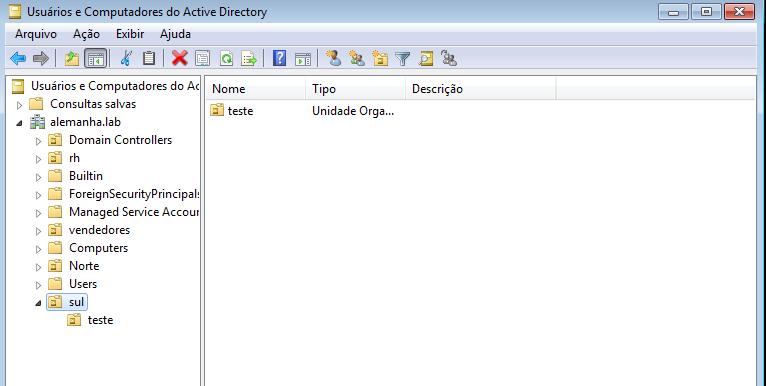 Usuários e Computadores do Active Directory
Arquivo Ação Exibir Ajuda
Usuários e Computadores do Act
Consultas salvas
alemanha.lab
Domain Controllers
rh
Builtin
ForeignSecurityPrincipals
Managed Service Accour
vendedores
Computers
Norte
Users
sul
teste
Nome Tipo Descrição
teste Unidade Orga...